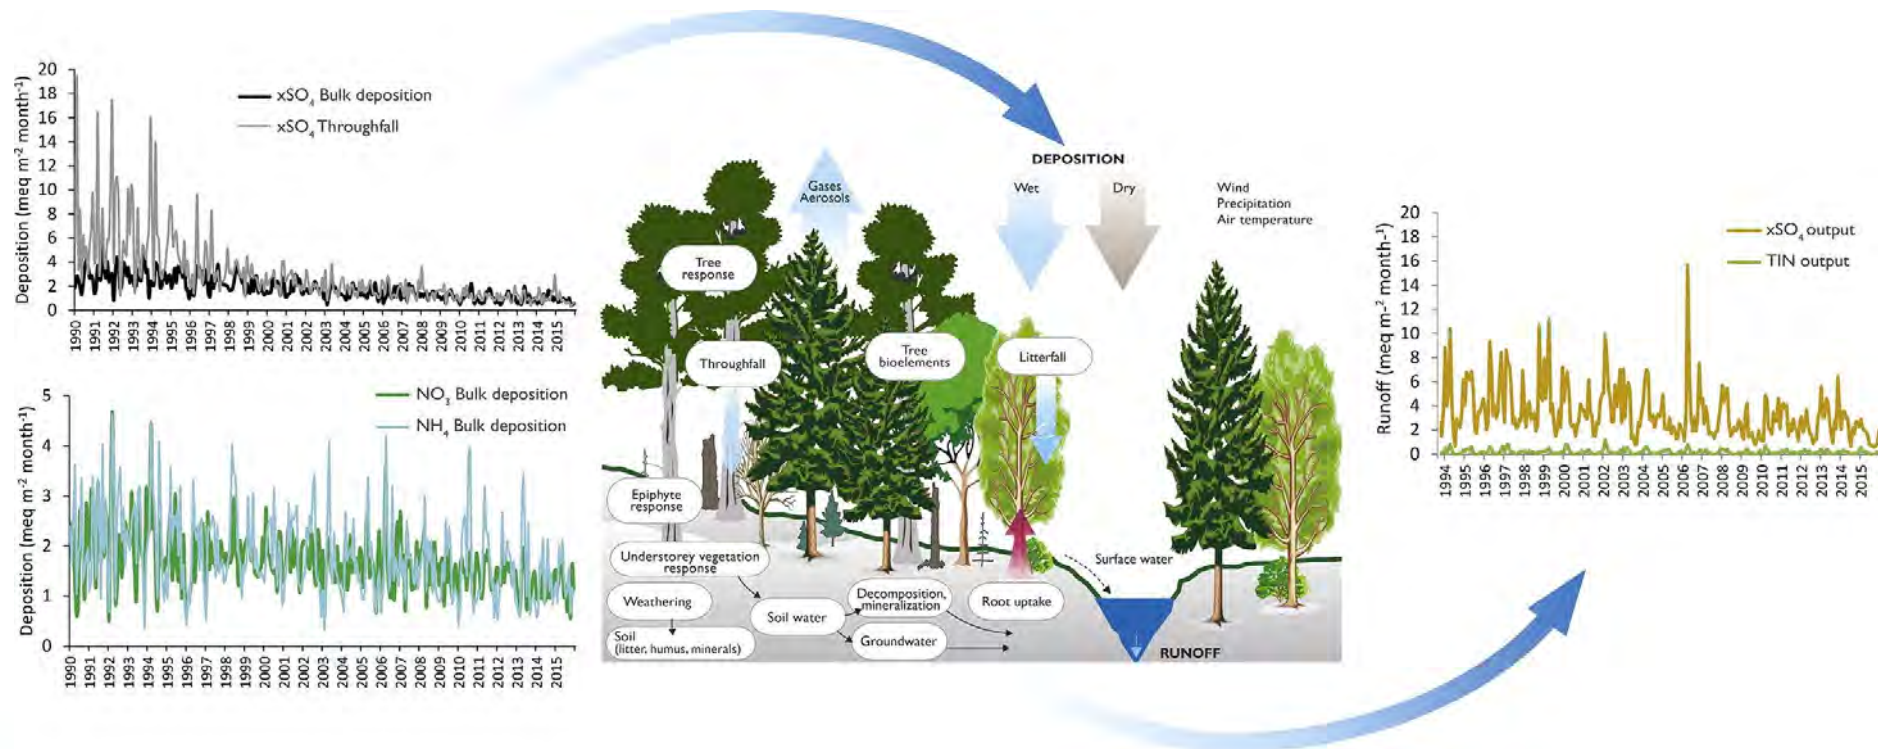 20
18
16
14
12
10
8
6
4
2
0
Deposition (meq m⁻² month⁻¹)
xSO₄ Bulk deposition
xSO₄ Throughfall
1990 1991 1992 1993 1994 1995 1996 1997 1998 1999 2000 2001 2002 2003 2004 2005 2006 2007 2008 2009 2010 2011 2012 2013 2014 2015
5
4
3
2
1
0
Deposition (meq m⁻² month⁻¹)
NO₃ Bulk deposition
NH₄ Bulk deposition
1990 1991 1992 1993 1994 1995 1996 1997 1998 1999 2000 2001 2002 2003 2004 2005 2006 2007 2008 2009 2010 2011 2012 2013 2014 2015
DEPOSITION
Wet
Dry
Wind
Precipitation
Air temperature
Gases
Aerosols
Tree
response
Throughfall
Tree
bioelements
Litterfall
Epiphyte
response
Understorey vegetation
response
Weathering
Soil
(litter, humus, minerals)
Soil water
Decomposition,
mineralization
Groundwater
Root uptake
Surface water
RUNOFF
20
18
16
14
12
10
8
6
4
2
0
Runoff (meq m⁻² month⁻¹)
xSO₄ output
TIN output
1994 1995 1996 1997 1998 1999 2000 2001 2002 2003 2004 2005 2006 2007 2008 2009 2010 2011 2012 2013 2014 2015